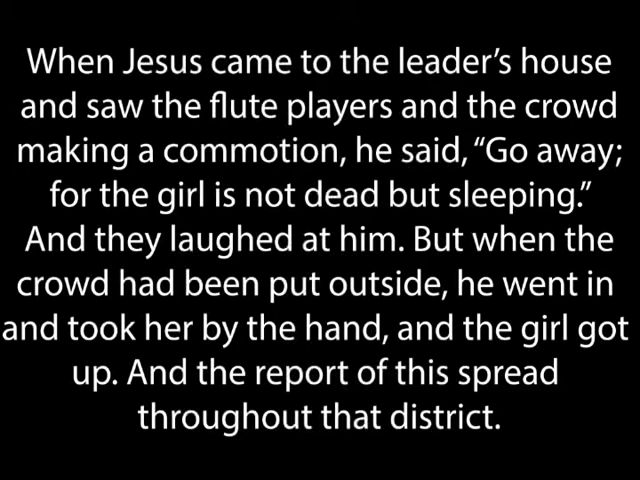 When Jesus came to the leader’s house
and saw the flute players and the crowd
making a commotion, he said, “Go away;
for the girl is not dead but sleeping.”
And they laughed at him. But when the
crowd had been put outside, he went in
and took her by the hand, and the girl got
up. And the report of this spread
throughout that district.